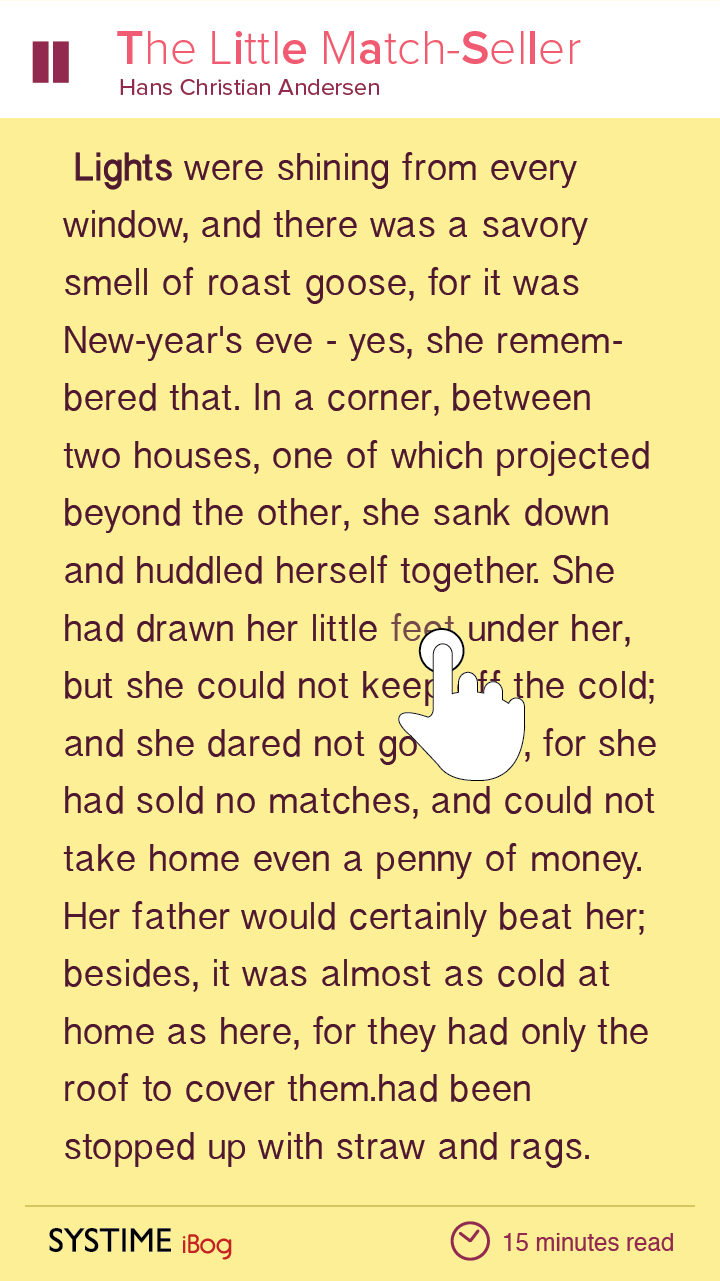 The Little Match-Seller
Hans Christian Andersen
Lights were shining from every
window, and there was a savory
smell of roast goose, for it was
New-year's eve - yes, she remem-
bered that. In a corner, between
two houses, one of which projected
beyond the other, she sank down
and huddled herself together. She
had drawn her little feet under her,
but she could not keep off the cold;
and she dared not go , for she
had sold no matches, and could not
take home even a penny of money.
Her father would certainly beat her;
besides, it was almost as cold at
home as here, for they had only the
roof to cover them.had been
stopped up with straw and rags.
SYSTIME iBog
15 minutes read